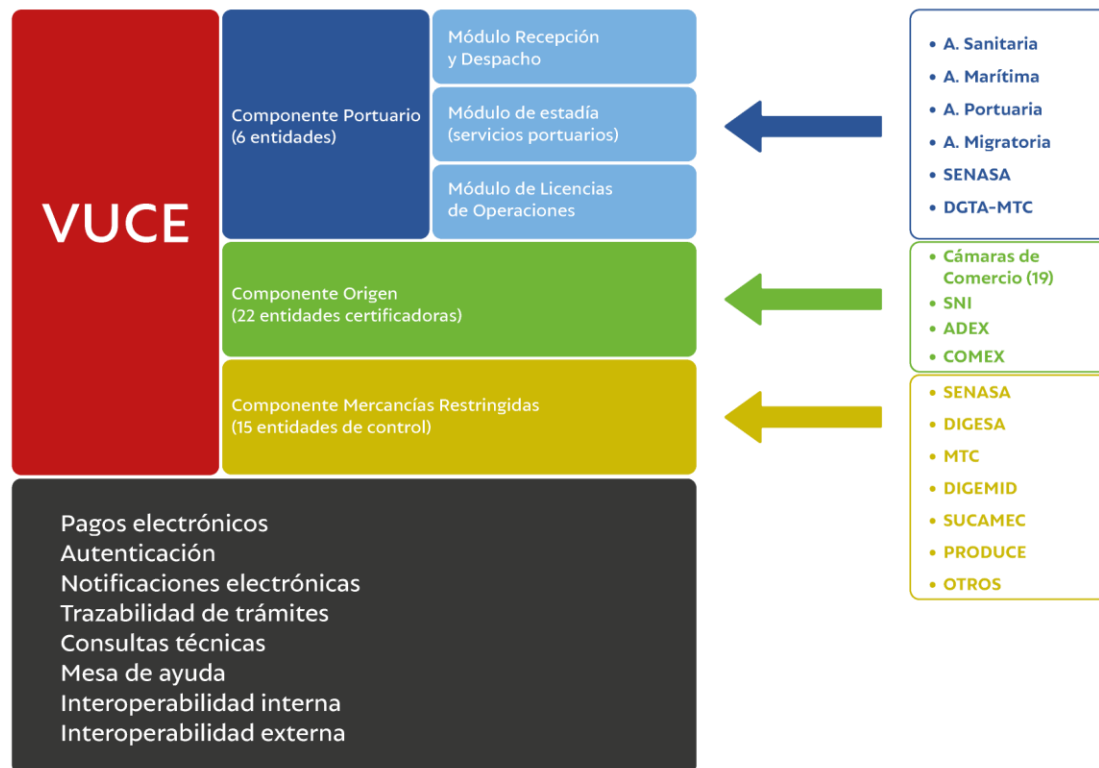 VUCE
Componente Portuario
(6 entidades)
Módulo Recepción
y Despacho
Módulo de estadía
(servicios portuarios)
Módulo de Licencias
de Operaciones
• A. Sanitaria
• A. Marítima
• A. Portuaria
• A. Migratoria
• SENASA
• DGTA-MTC
Componente Origen
(22 entidades certificadoras)
• Cámaras de
Comercio (19)
• SNI
• ADEX
• COMEX
Componente Mercancías Restringidas
(15 entidades de control)
• SENASA
• DIGESA
• MTC
• DIGEMID
• SUCAMEC
• PRODUCE
• OTROS
Pagos electrónicos
Autenticación
Notificaciones electrónicas
Trazabilidad de trámites
Consultas técnicas
Mesa de ayuda
Interoperabilidad interna
Interoperabilidad externa